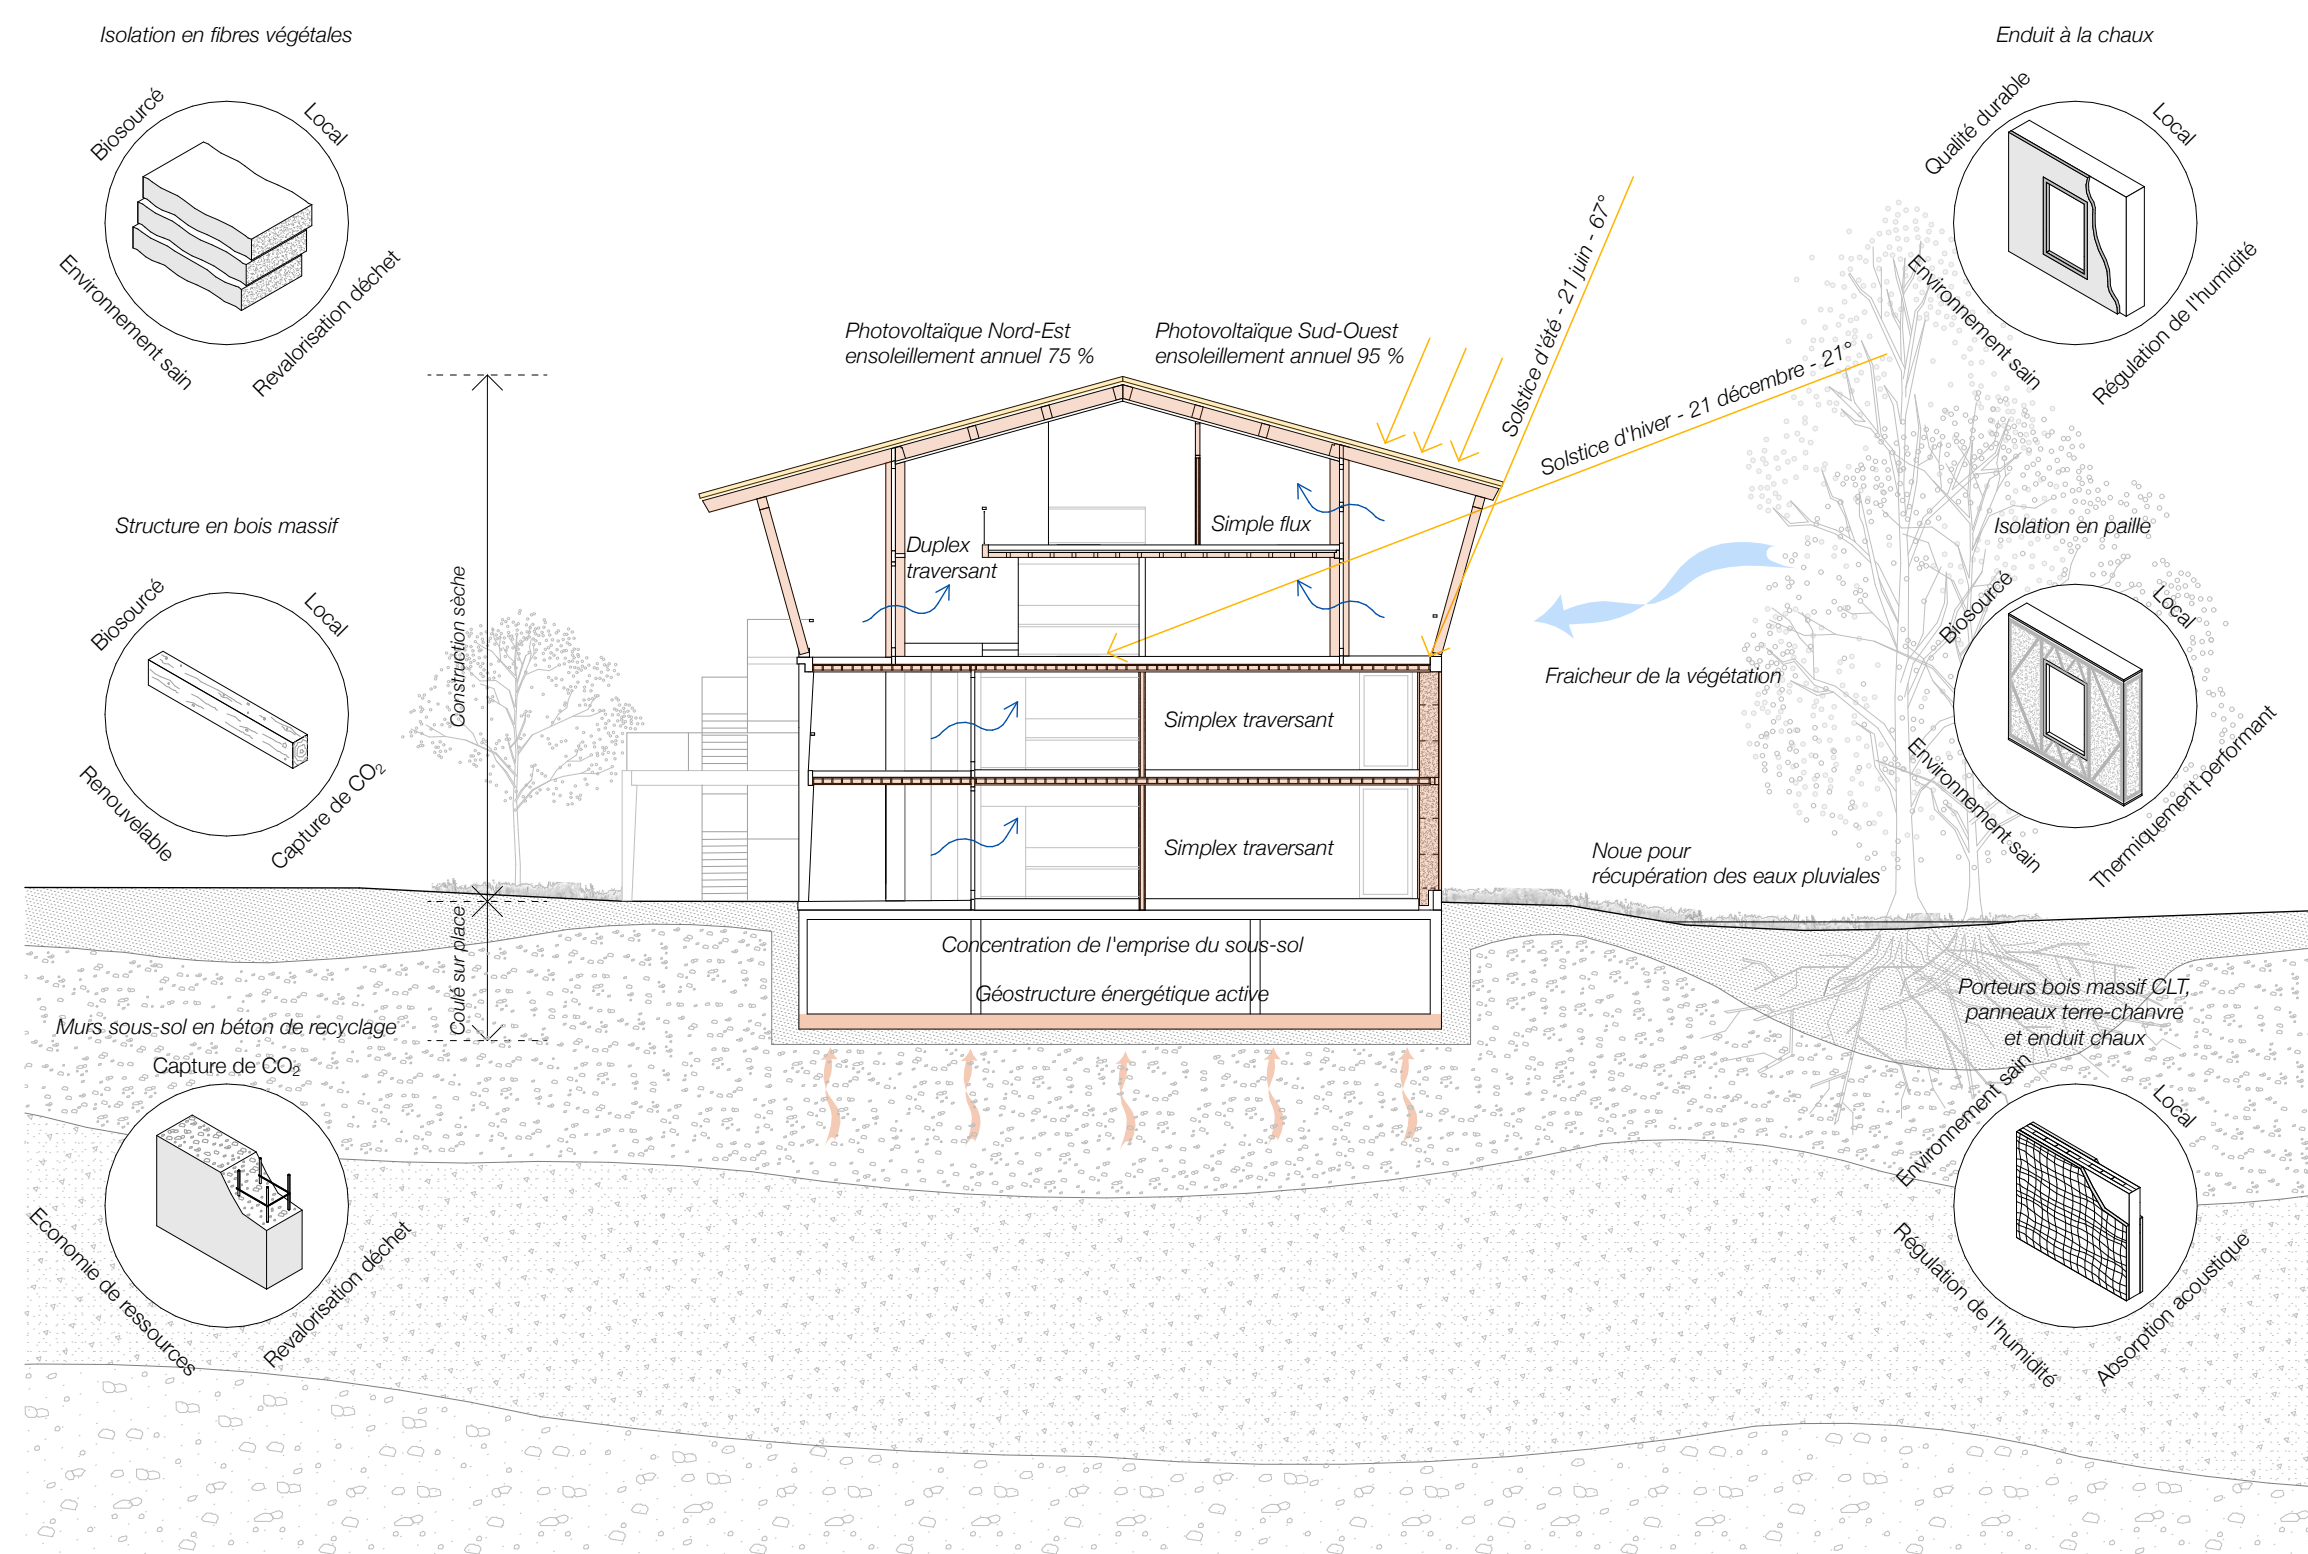 Isolation en fibres végétales
Biosourcé
Local
Environnement sain
Revalorisation déchet
Enduit à la chaux
Qualité durable
Local
Environnement sain
Régulation de l'humidité
Photovoltaïque Nord-Est
ensoleillement annuel 75 %
Photovoltaïque Sud-Ouest
ensoleillement annuel 95 %
Solstice d'été - 21 juin - 67°
Solstice d'hiver - 21 décembre - 21°
Structure en bois massif
Biosourcé
Local
Renouvelable
Capture de CO₂
Construction sèche
Duplex
traversant
Simple flux
Isolation en paille
Biosourcé
Local
Environnement sain
Thermiquement performant
Fraicheur de la végétation
Simplex traversant
Simplex traversant
Noue pour
récupération des eaux pluviales
Coulé sur place
Concentration de l'emprise du sous-sol
Géostructure énergétique active
Murs sous-sol en béton de recyclage
Capture de CO₂
Economie de ressources
Revalorisation déchet
Porteurs bois massif CLT,
panneaux terre-chanvre
et enduit chaux
Environnement sain
Local
Régulation de l'humidité
Absorption acoustique